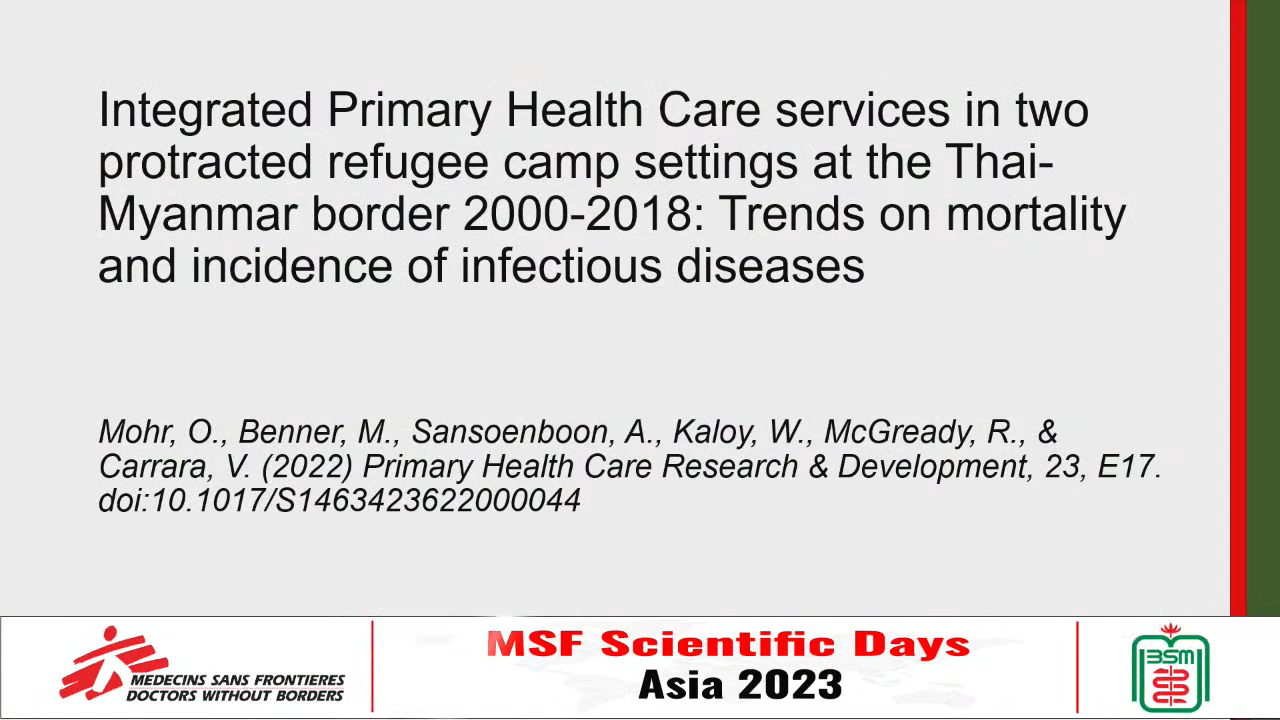 Integrated Primary Health Care services in two
protracted refugee camp settings at the Thai-
Myanmar border 2000-2018: Trends on mortality
and incidence of infectious diseases
Mohr, O., Benner, M., Sansoenboon, A., Kaloy, W., McGready, R., &
Carrara, V. (2022) Primary Health Care Research & Development, 23, E17.
doi:10.1017/S1463423622000044
MEDECINS SANS FRONTIERES
DOCTORS WITHOUT BORDERS
MSF Scientific Days
Asia 2023
BSM